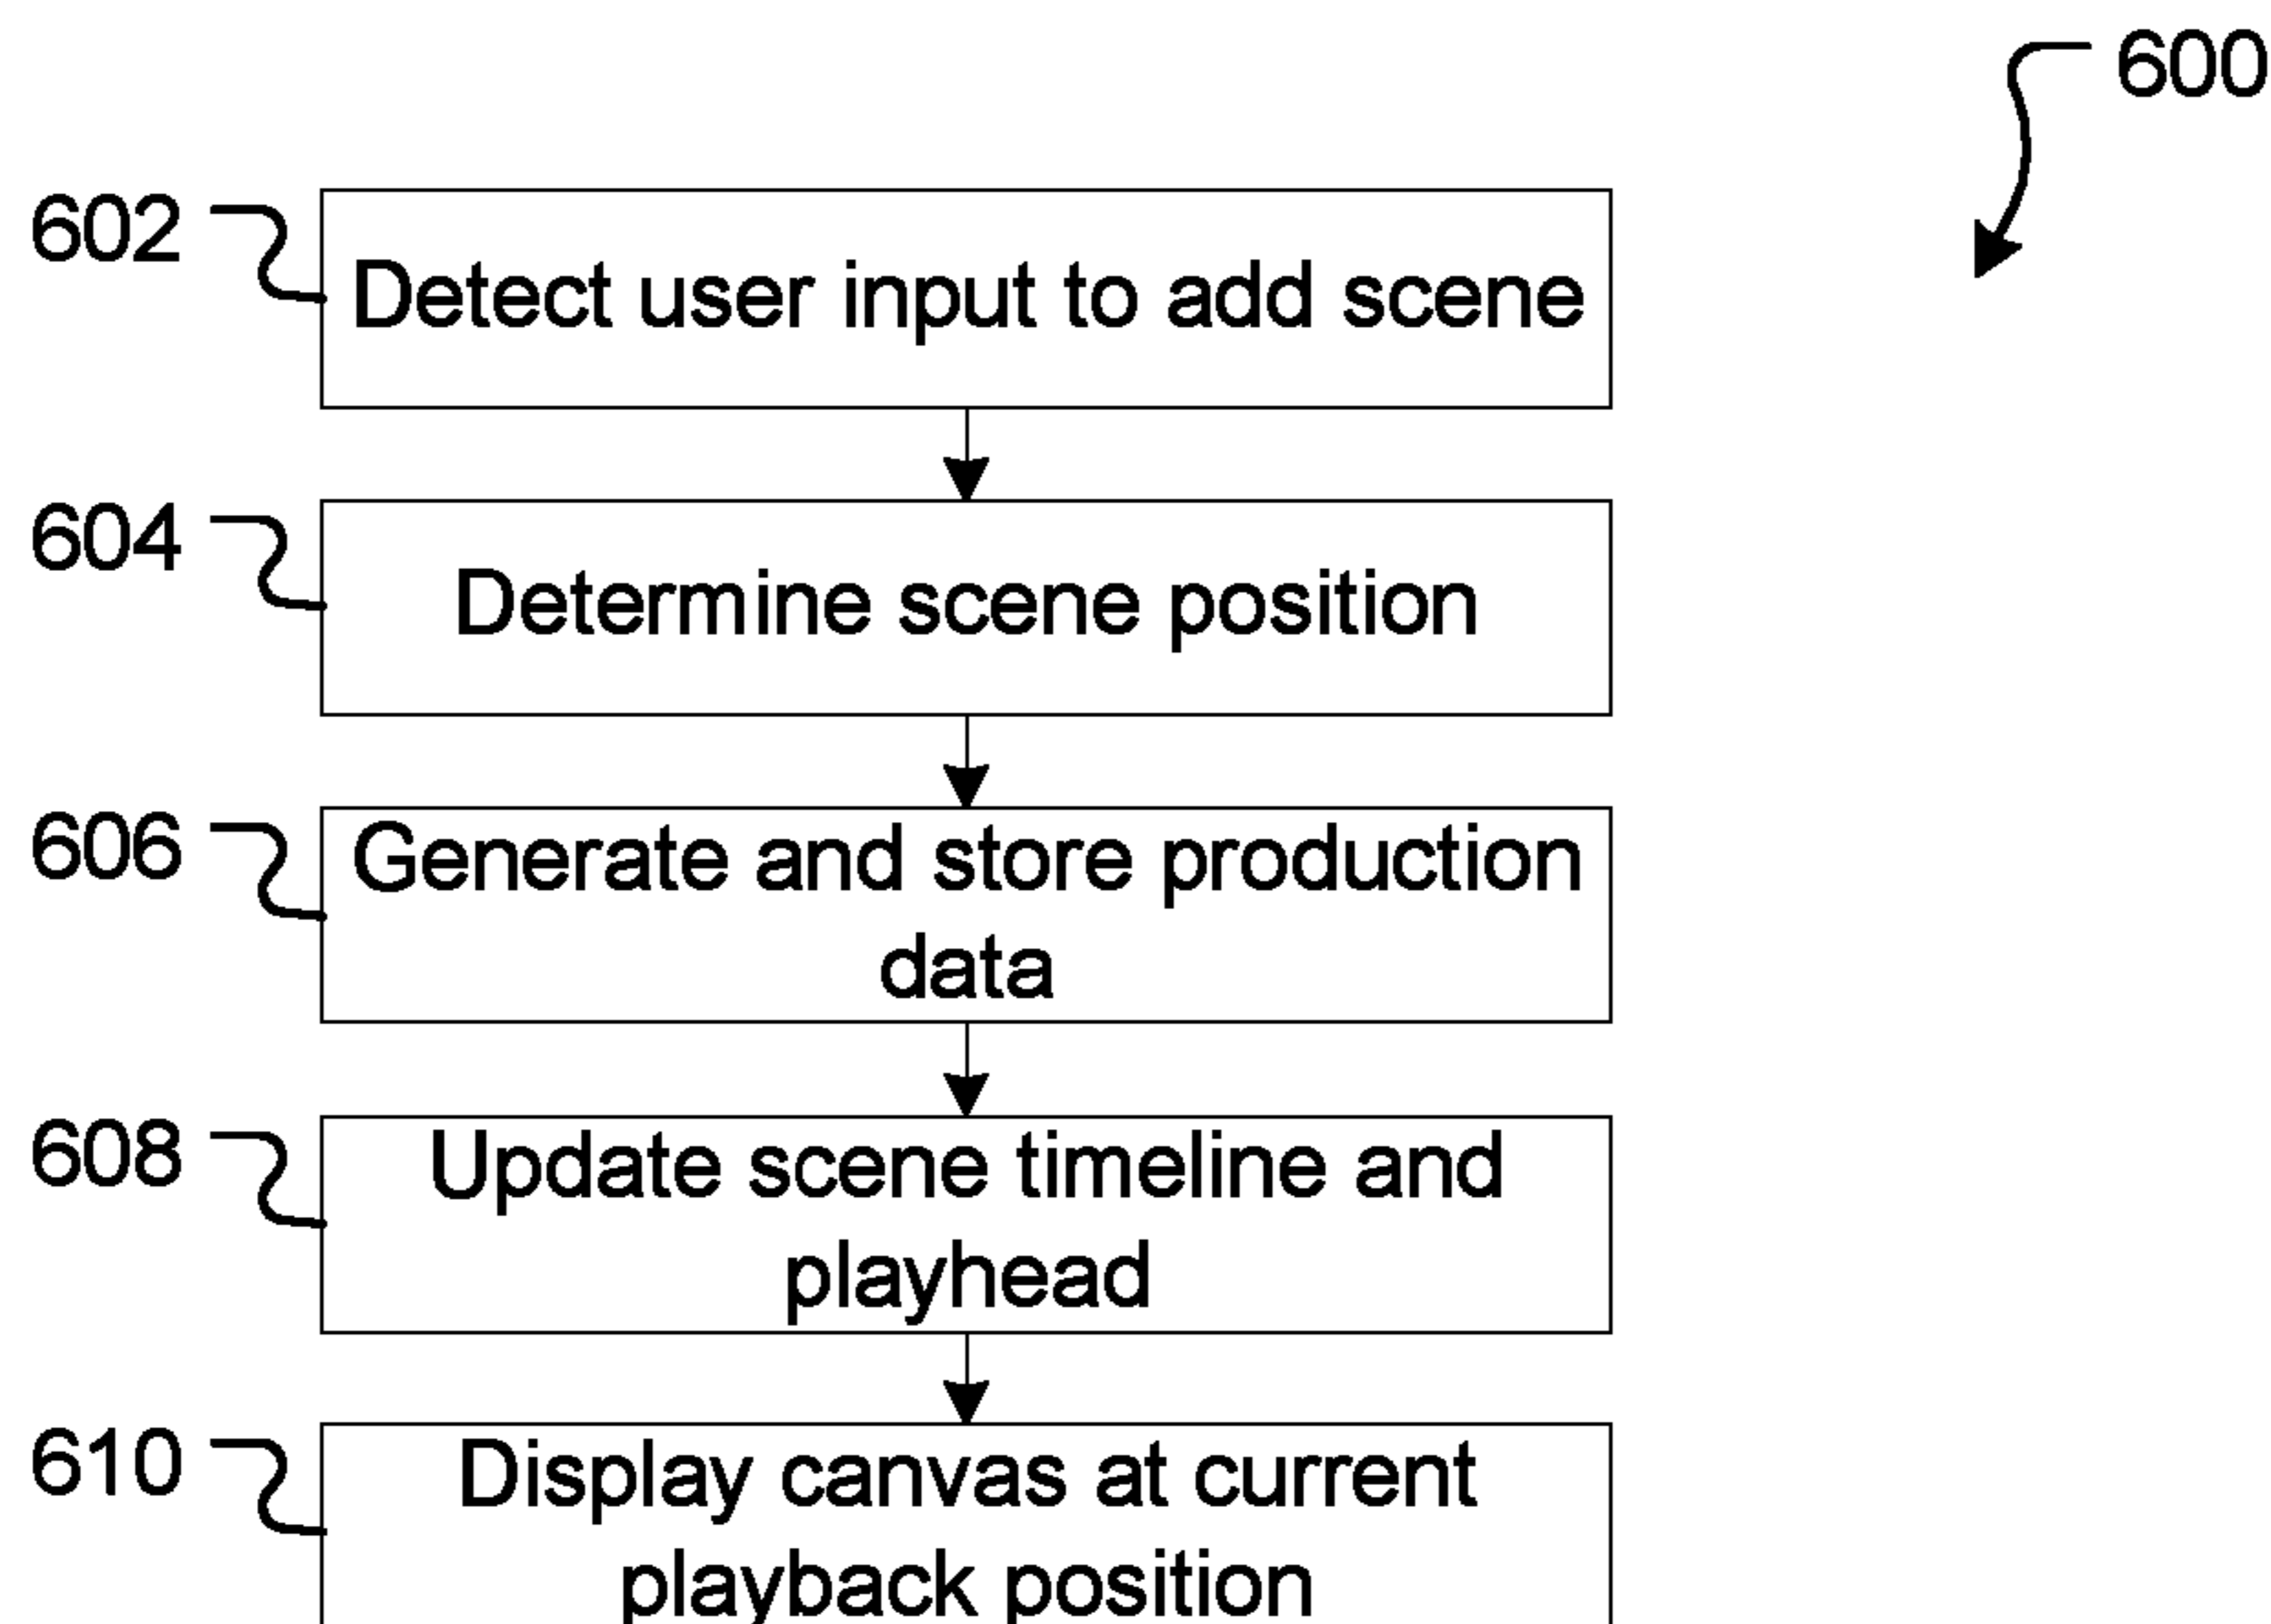 600
602
Detect user input to add scene
604
Determine scene position
606
Generate and store production
data
608
Update scene timeline and
playhead
610
Display canvas at current
playback position